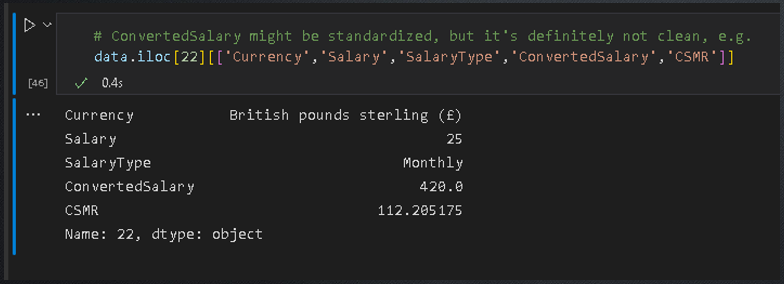 # ConvertedSalary might be standardized, but it's definitely not clean, e.g.
data.iloc[22][['Currency','Salary','SalaryType','ConvertedSalary','CSMR']]
[46]
✓ 0.4s
...
Currency British pounds sterling (£)
Salary 25
SalaryType Monthly
ConvertedSalary 420.0
CSMR 112.205175
Name: 22, dtype: object